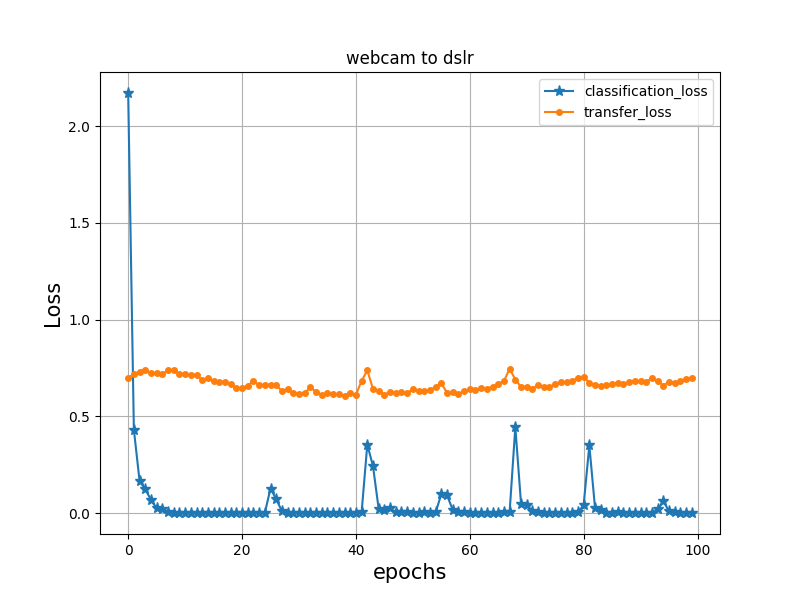 webcam to dslr
classification_loss
transfer_loss
2.0
1.5
1.0
0.5
0.0
Loss
0 20 40 60 80 100
epochs